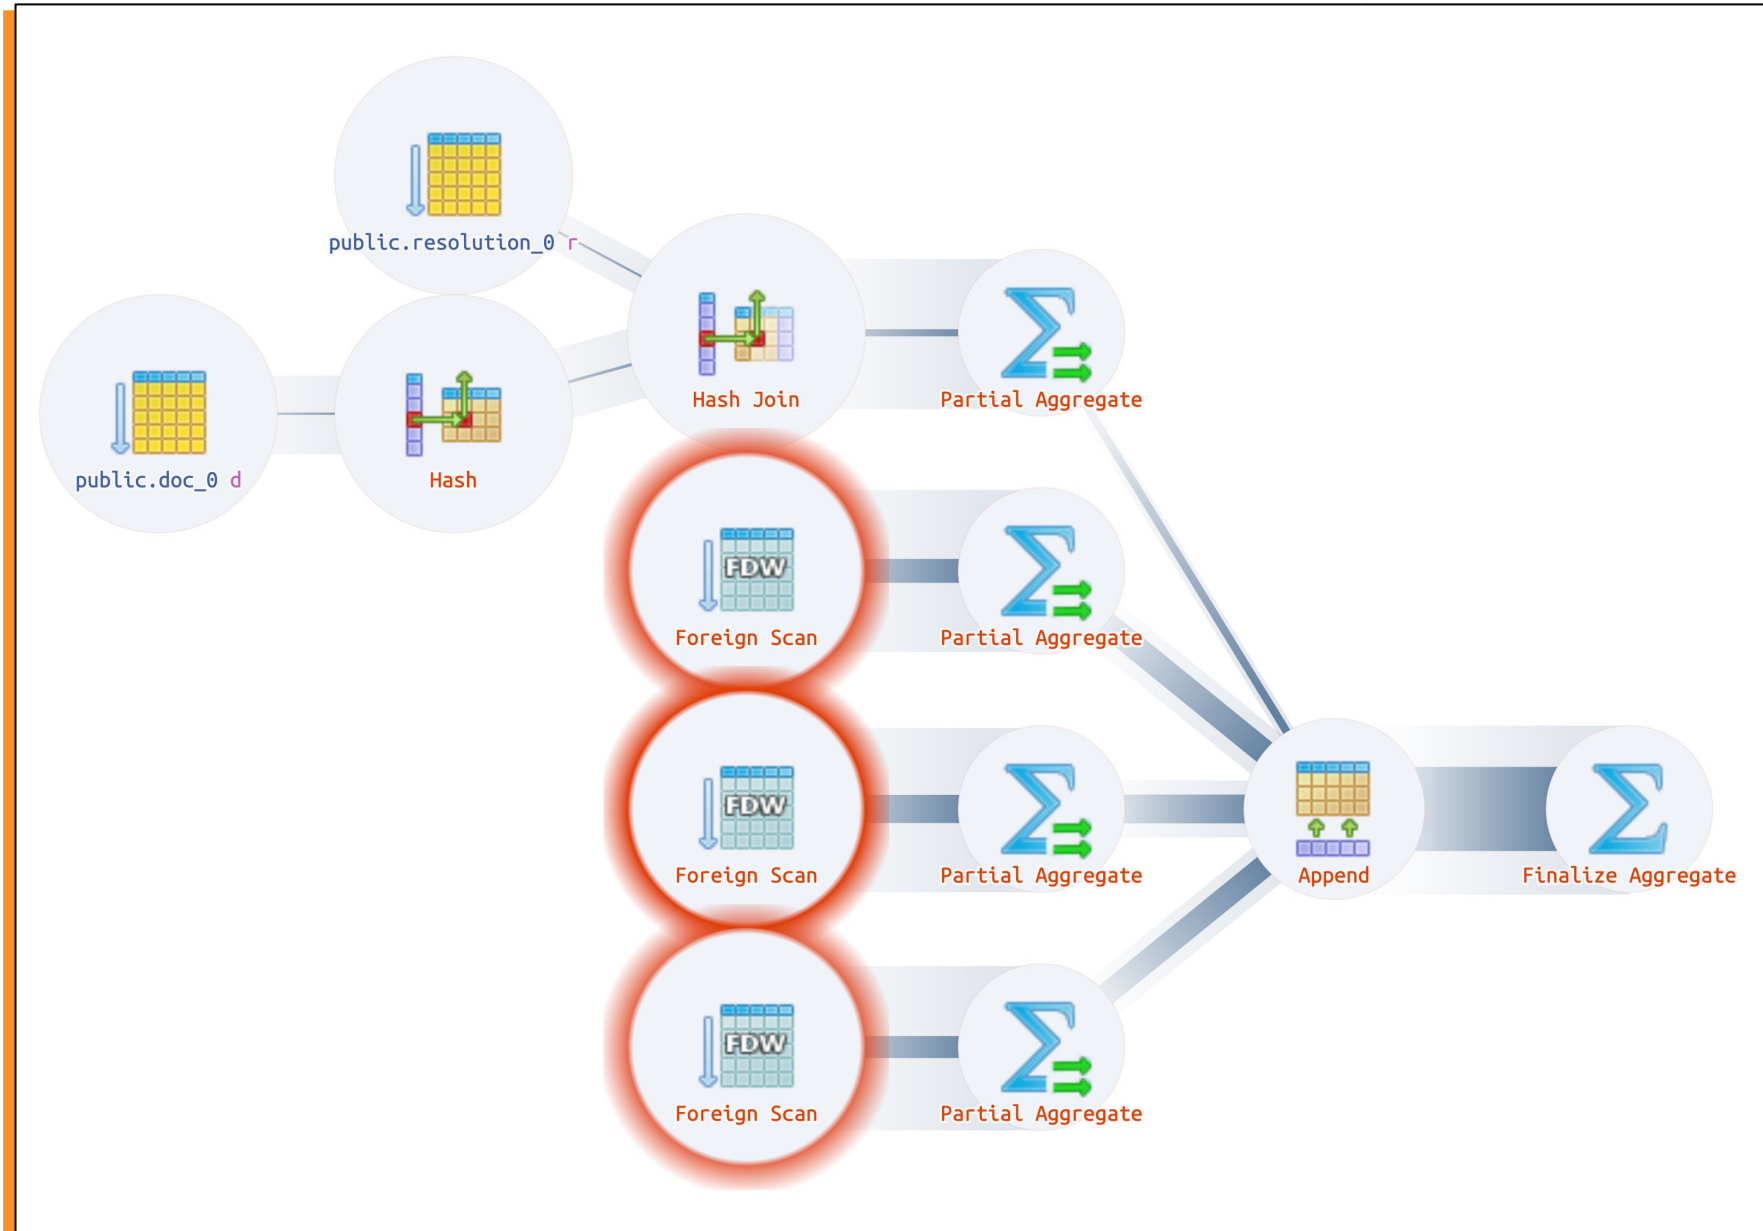 public.resolution_0 r
public.doc_0 d
Hash
Hash Join
Partial Aggregate
FDW
Foreign Scan
Partial Aggregate
FDW
Foreign Scan
Partial Aggregate
Append
Finalize Aggregate
FDW
Foreign Scan
Partial Aggregate